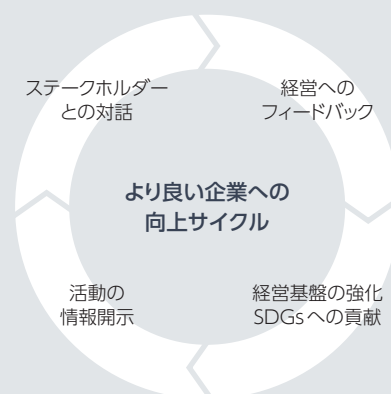 ステークホルダー
との対話
経営への
フィードバック
より良い企業への
向上サイクル
活動の
情報開示
経営基盤の強化
SDGsへの貢献